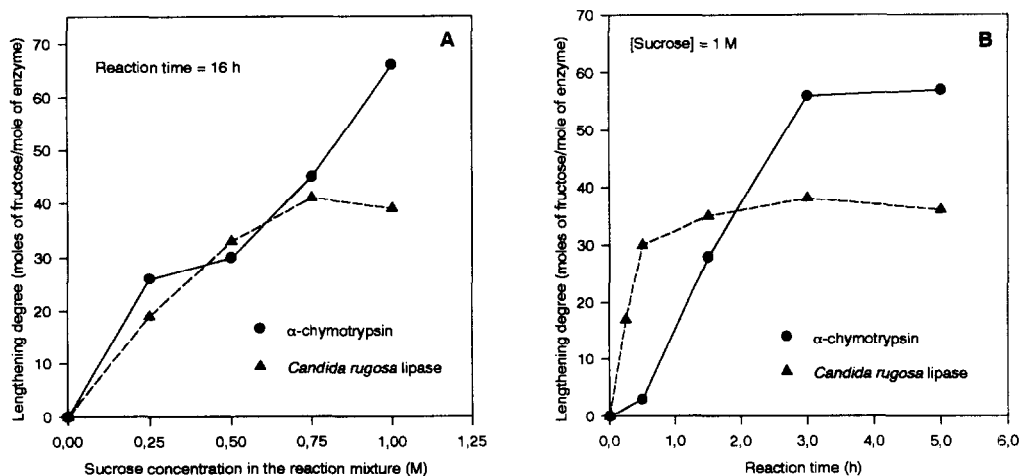 A
Reaction time = 16 h
Lengthening degree (moles of fructose/mole of enzyme)
70
60
50
40
30
20
10
0
α-chymotrypsin
Candida rugosa lipase
0,00 0,25 0,50 0,75 1,00 1,25
Sucrose concentration in the reaction mixture (M)
B
[Sucrose] = 1 M
Lengthening degree (moles of fructose/mole of enzyme)
70
60
50
40
30
20
10
0
α-chymotrypsin
Candida rugosa lipase
0,0 1,0 2,0 3,0 4,0 5,0 6,0
Reaction time (h)